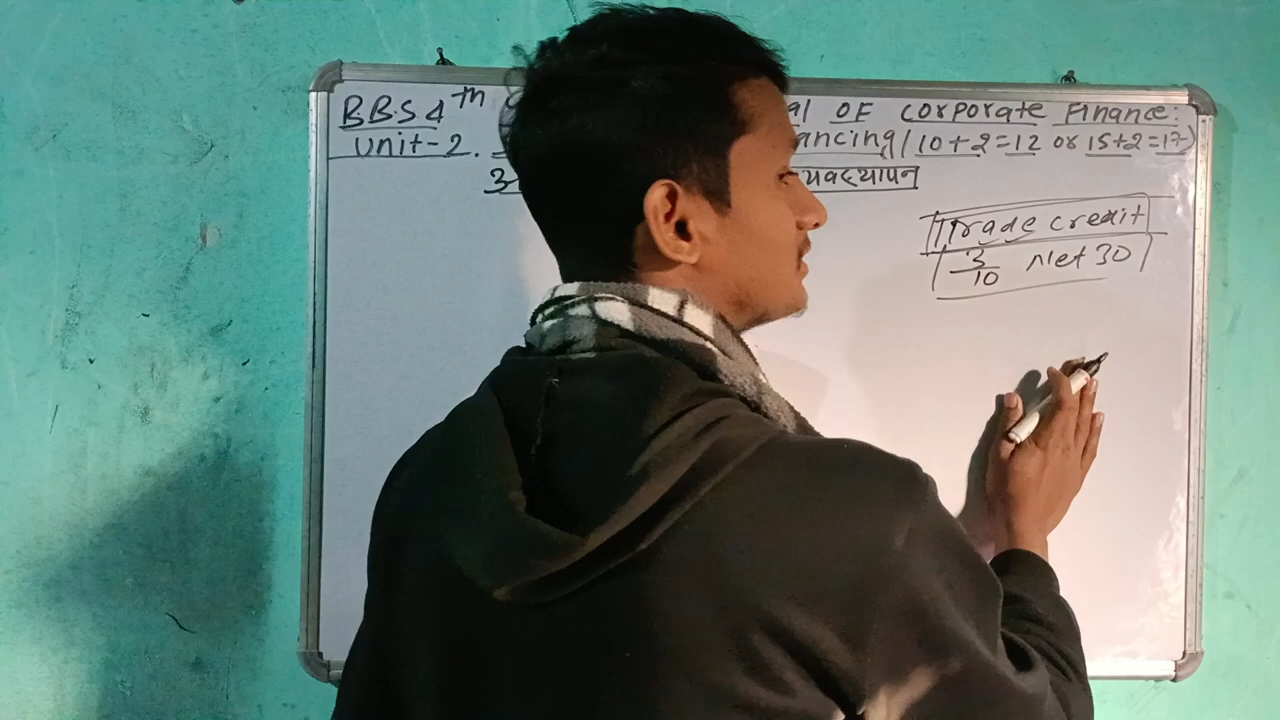 BBS 4th al OF Corporate Finance:
Unit-2. ancing (10+2=12 or 15+2=17)
3 व्यवस्थापन
Trade credit
3/10 Net 30